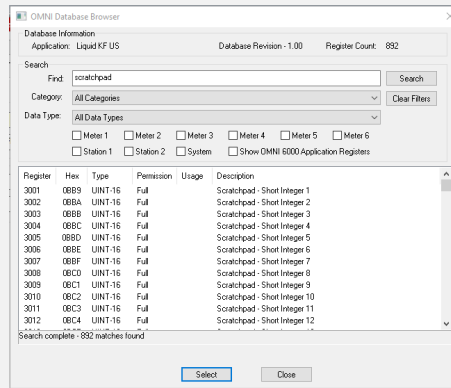 OMNI Database Browser
Database Information
Application: Liquid KF US Database Revision - 1.00 Register Count: 892
Search
Find: scratchpad Search
Category: All Categories Clear Filters
Data Type: All Data Types
Meter 1 Meter 2 Meter 3 Meter 4 Meter 5 Meter 6
Station 1 Station 2 System Show OMNI 6000 Application Registers
Register Hex Type Permission Usage Description
3001 0BB9 UINT-16 Full Scratchpad - Short Integer 1
3002 0BBA UINT-16 Full Scratchpad - Short Integer 2
3003 0BBB UINT-16 Full Scratchpad - Short Integer 3
3004 0BBC UINT-16 Full Scratchpad - Short Integer 4
3005 0BBD UINT-16 Full Scratchpad - Short Integer 5
3006 0BBE UINT-16 Full Scratchpad - Short Integer 6
3007 0BBF UINT-16 Full Scratchpad - Short Integer 7
3008 0BC0 UINT-16 Full Scratchpad - Short Integer 8
3009 0BC1 UINT-16 Full Scratchpad - Short Integer 9
3010 0BC2 UINT-16 Full Scratchpad - Short Integer 10
3011 0BC3 UINT-16 Full Scratchpad - Short Integer 11
3012 0BC4 UINT-16 Full Scratchpad - Short Integer 12
Search complete - 892 matches found
Select Close